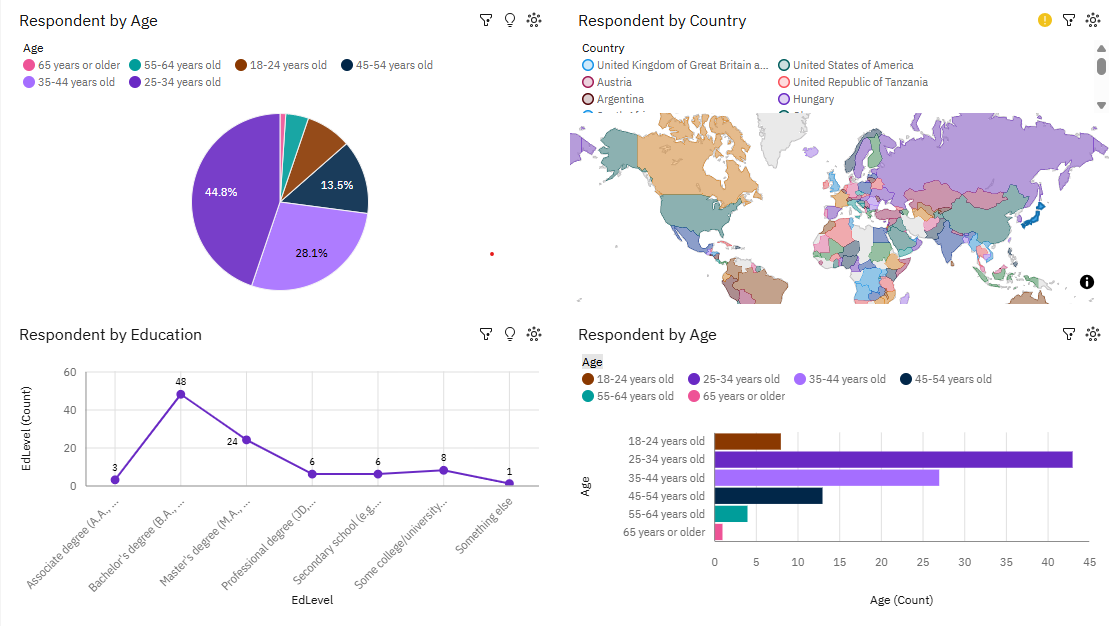 Respondent by Age
Age
65 years or older 55-64 years old 18-24 years old 45-54 years old
35-44 years old 25-34 years old
44.8%
13.5%
28.1%
Respondent by Country
Country
United Kingdom of Great Britain a... United States of America
Austria United Republic of Tanzania
Argentina Hungary
Respondent by Education
EdLevel (Count)
60
40
20
0
3
48
24
6
6
8
1
Associate degree (A.A., ...
Bachelor's degree (B.A., ...
Master's degree (M.A., ...
Professional degree (JD,...
Secondary school (e.g...
Some college/university...
Something else
EdLevel
Respondent by Age
Age
18-24 years old 25-34 years old 35-44 years old 45-54 years old
55-64 years old 65 years or older
Age
18-24 years old
25-34 years old
35-44 years old
45-54 years old
55-64 years old
65 years or older
0 5 10 15 20 25 30 35 40 45
Age (Count)